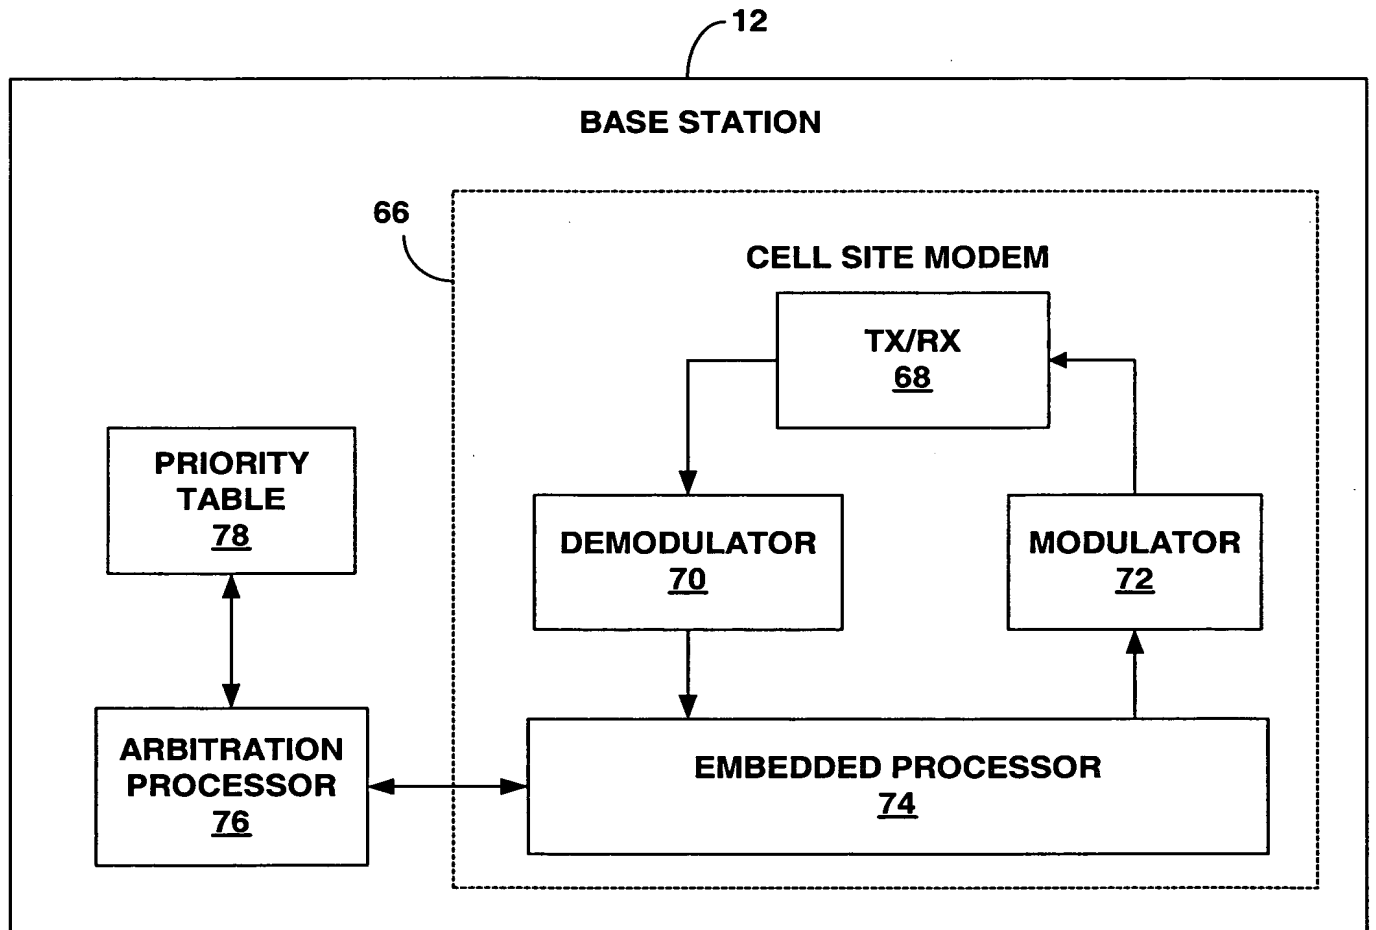 12
BASE STATION
66
CELL SITE MODEM
TX/RX
68
PRIORITY
TABLE
78
DEMODULATOR
70
MODULATOR
72
ARBITRATION
PROCESSOR
76
EMBEDDED PROCESSOR
74